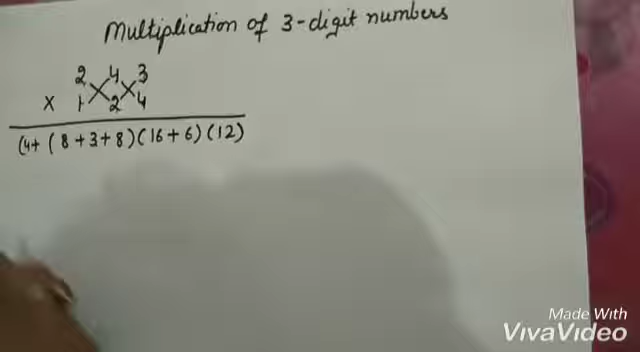 Multiplication of 3-digit numbers
2 4 3
x 1 2 4
(4+ ( 8 + 3 + 8 ) ( 16 + 6 ) ( 12 )
Made With
VivaVideo